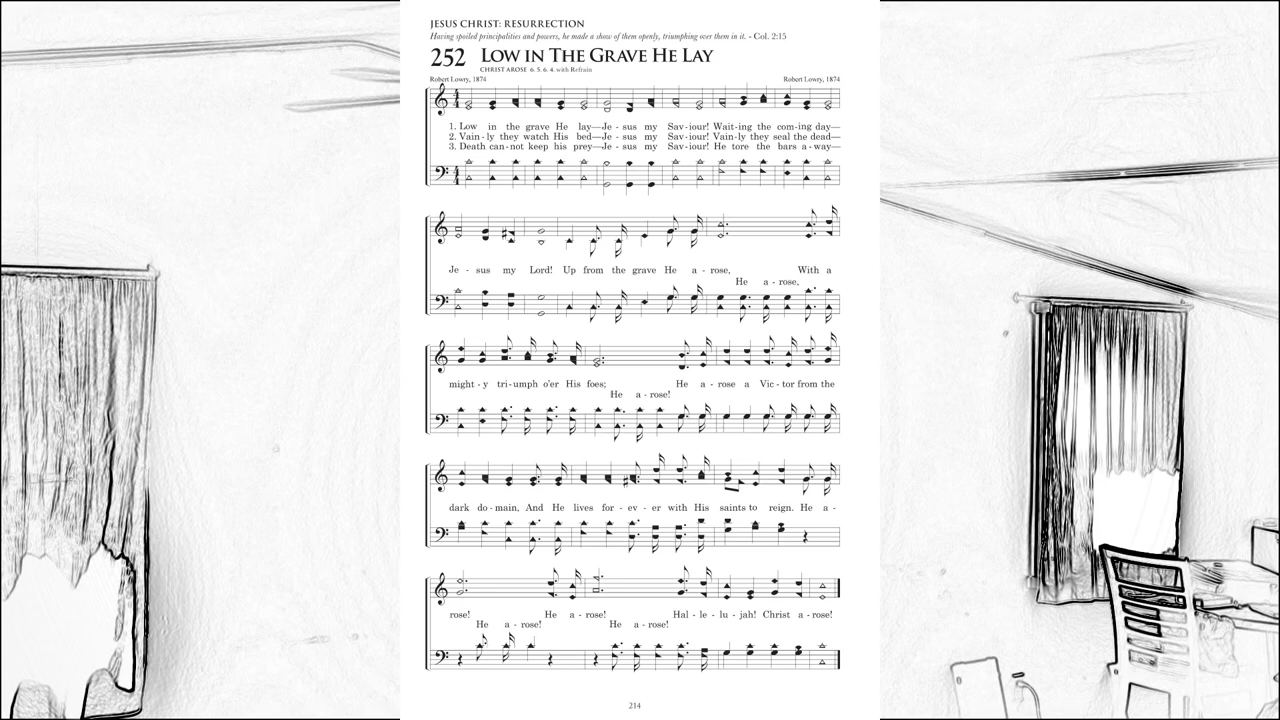 JESUS CHRIST: RESURRECTION
Having spoiled principalities and powers, he made a show of them openly, triumphing over them in it. - Col. 2:15
252 LOW IN THE GRAVE HE LAY
CHRIST AROSE 6. 5. 6. 4. with Refrain
Robert Lowry, 1874 Robert Lowry, 1874
1. Low in the grave He lay—Je - sus my Sav-iour! Wait-ing the com-ing day—
2. Vain-ly they watch His bed—Je - sus my Sav-iour! Vain-ly they seal the dead—
3. Death can-not keep his prey—Je - sus my Sav-iour! He tore the bars a-way—
Je - sus my Lord! Up from the grave He a - rose, With a
He a - rose,
might - y tri-umph o'er His foes; He a - rose a Vic - tor from the
He a - rose!
dark do - main, And He lives for - ev - er with His saints to reign. He a -
rose! He a - rose! Hal - le - lu - jah! Christ a - rose!
He a - rose! He a - rose!
214